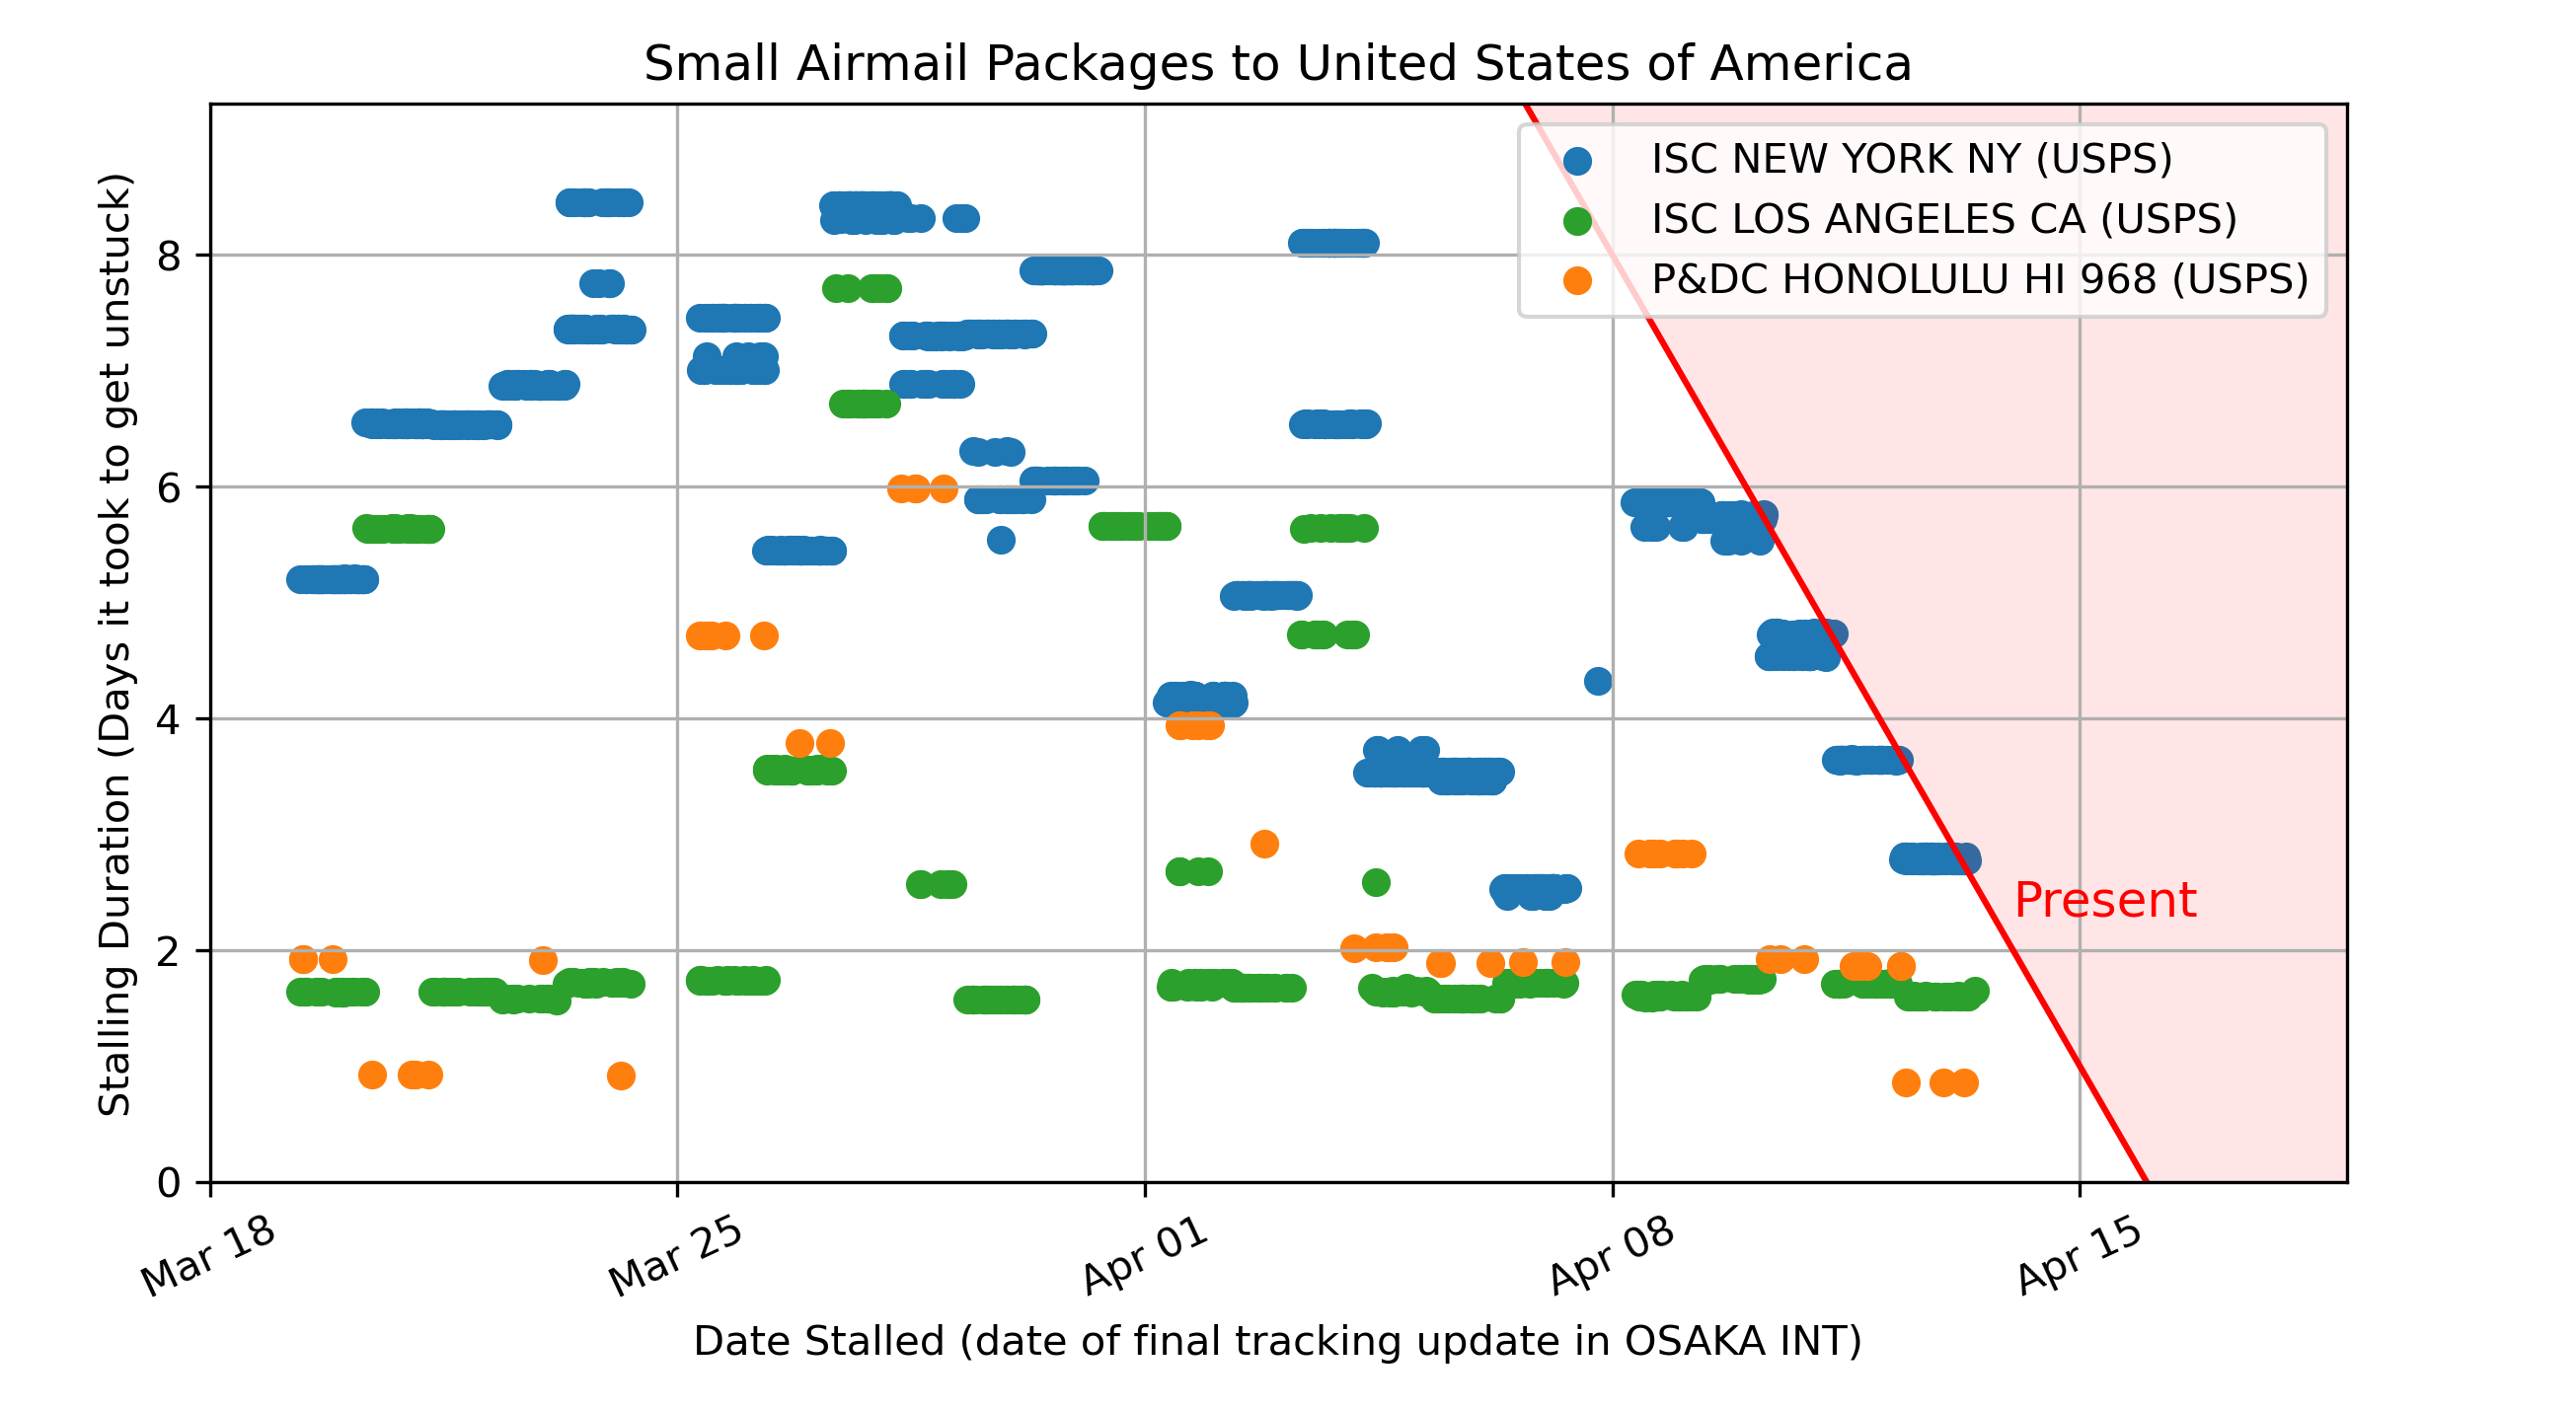 Small Airmail Packages to United States of America
ISC NEW YORK NY (USPS)
ISC LOS ANGELES CA (USPS)
P&DC HONOLULU HI 968 (USPS)
Stalling Duration (Days it took to get unstuck)
8
6
4
2
0
Present
Mar 18
Mar 25
Apr 01
Apr 08
Apr 15
Date Stalled (date of final tracking update in OSAKA INT)